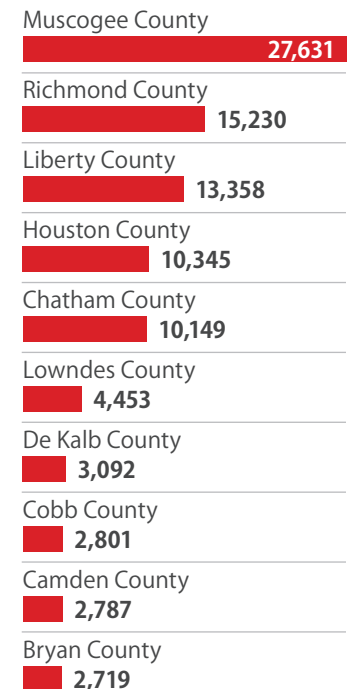 Muscogee County
27,631
Richmond County
15,230
Liberty County
13,358
Houston County
10,345
Chatham County
10,149
Lowndes County
4,453
De Kalb County
3,092
Cobb County
2,801
Camden County
2,787
Bryan County
2,719